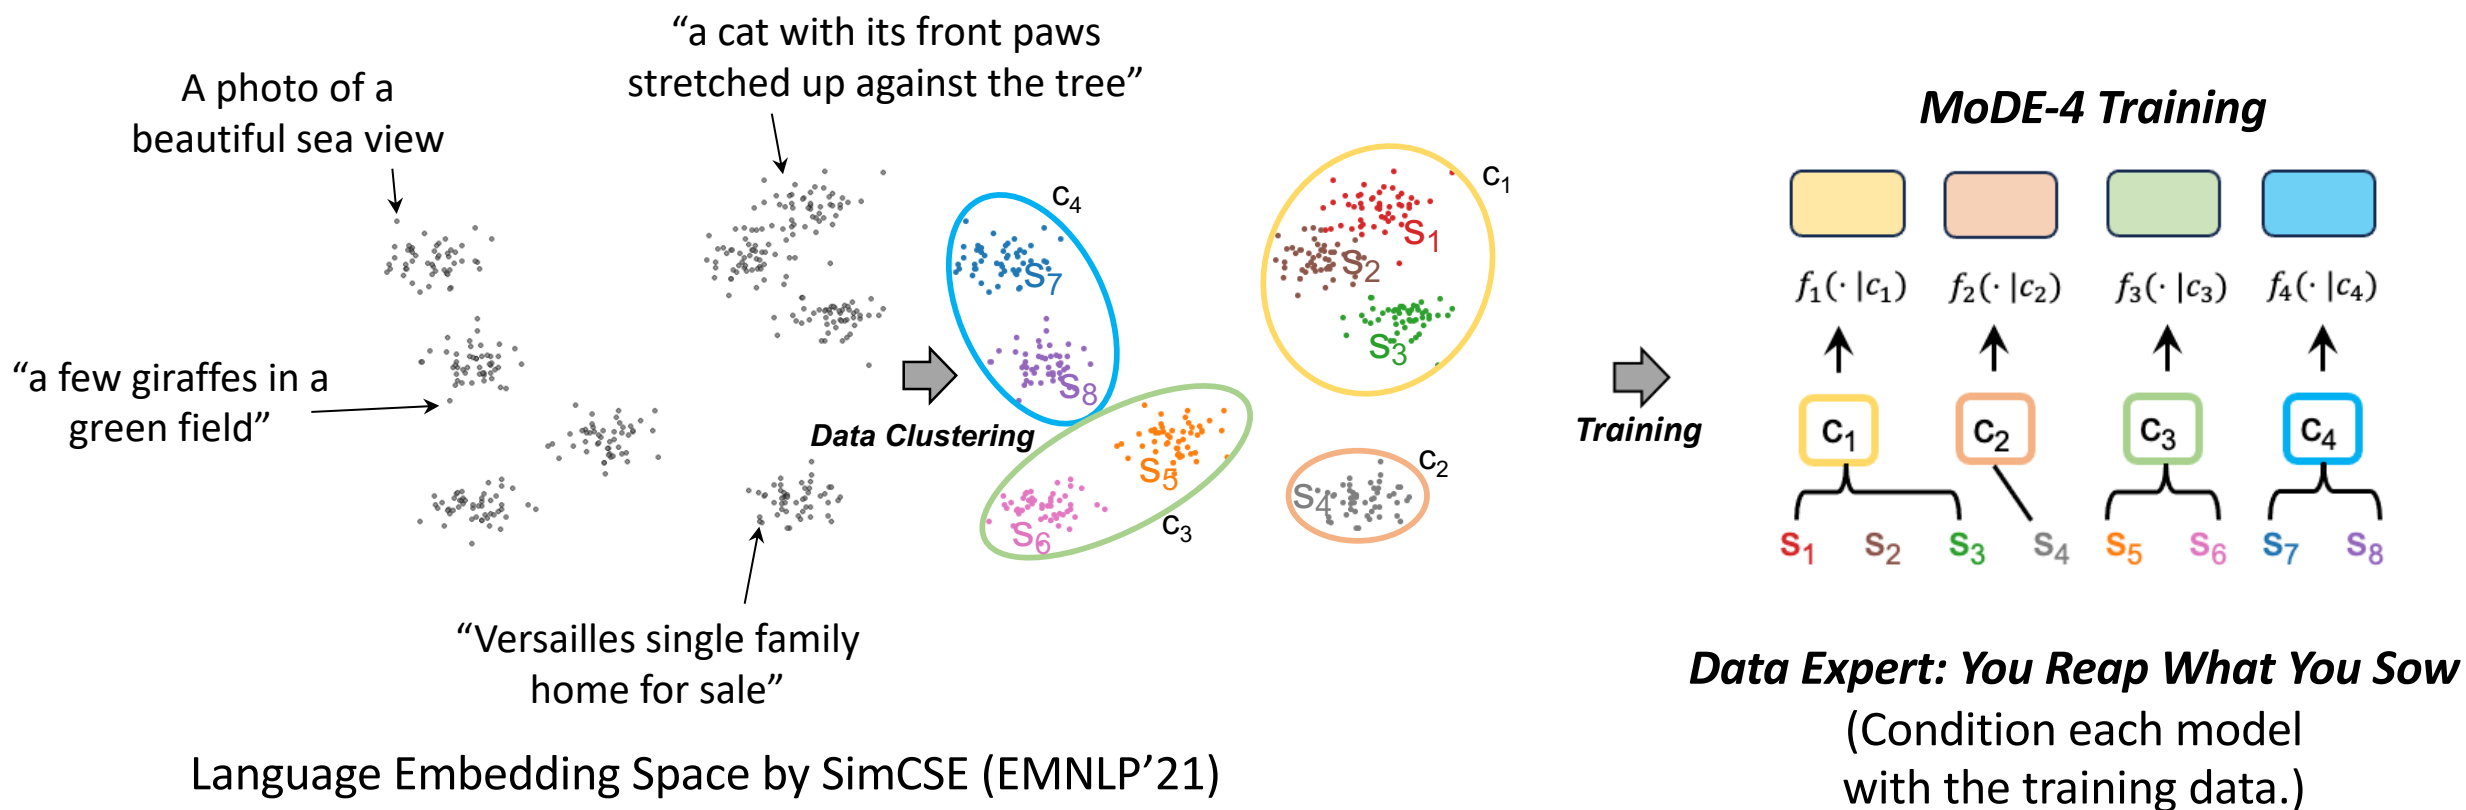 A photo of a
beautiful sea view
“a cat with its front paws
stretched up against the tree”
“a few giraffes in a
green field”
“Versailles single family
home for sale”
Language Embedding Space by SimCSE (EMNLP’21)
Data Clustering
c4
s7
s8
c1
s1
s2
s3
s5
s6
c3
c2
s4
Training
MoDE-4 Training
f1(· |c1) f2(· |c2) f3(· |c3) f4(· |c4)
c1 c2 c3 c4
s1 s2 s3 s4 s5 s6 s7 s8
Data Expert: You Reap What You Sow
(Condition each model
with the training data.)